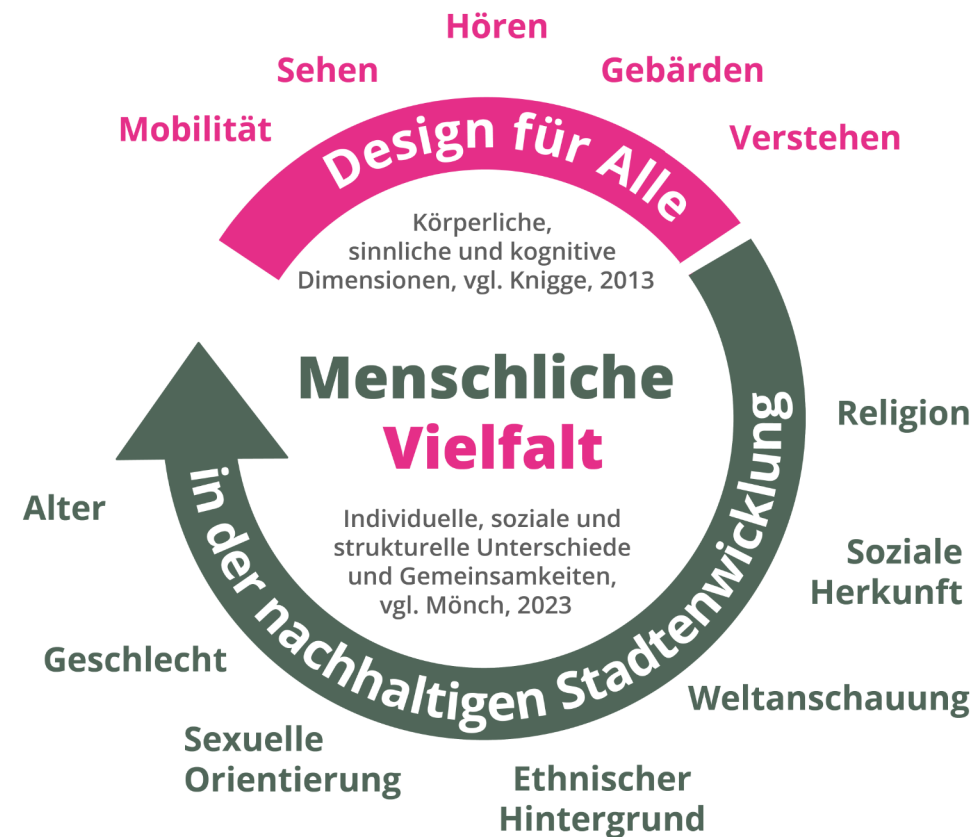 Hören
Sehen
Gebärden
Mobilität
Verstehen
Design für Alle
Körperliche,
sinnliche und kognitive
Dimensionen, vgl. Knigge, 2013
Menschliche
Vielfalt
Individuelle, soziale und
strukturelle Unterschiede
und Gemeinsamkeiten,
vgl. Mönch, 2023
in der nachhaltigen Stadtenwicklung
Religion
Soziale
Herkunft
Weltanschauung
Ethnischer
Hintergrund
Sexuelle
Orientierung
Geschlecht
Alter